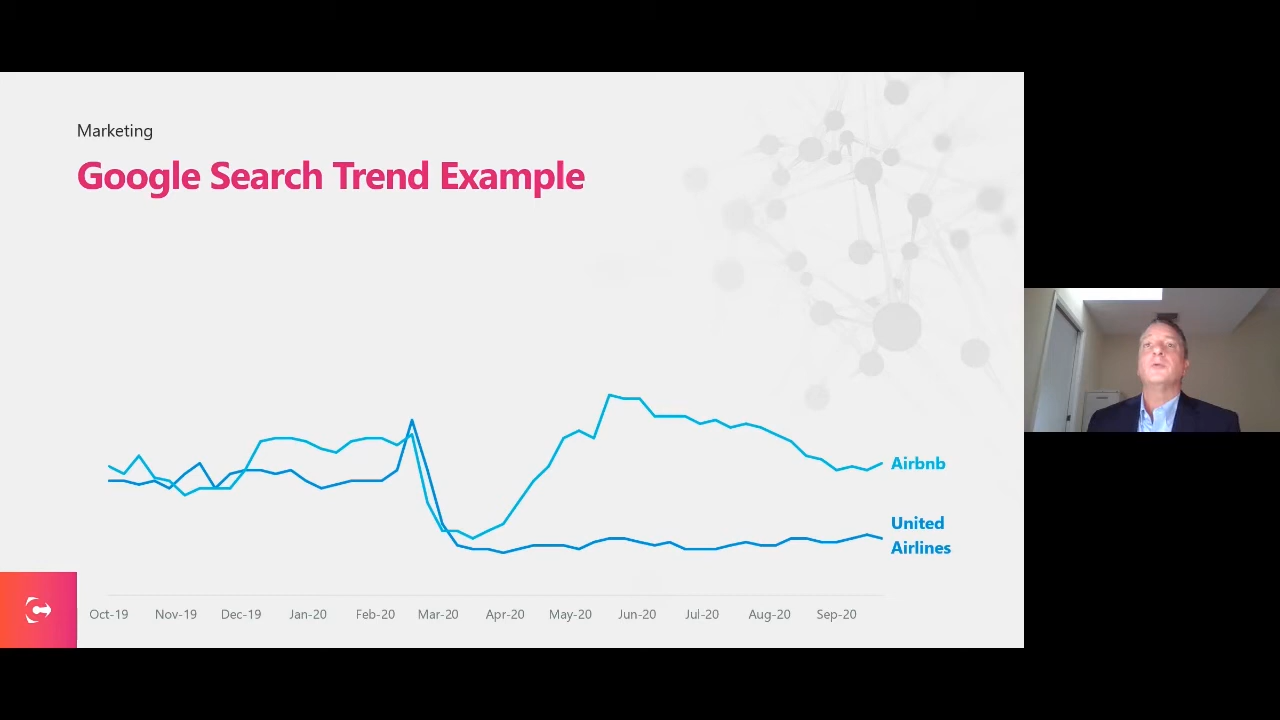 Marketing
Google Search Trend Example
Airbnb
United
Airlines
Oct-19 Nov-19 Dec-19 Jan-20 Feb-20 Mar-20 Apr-20 May-20 Jun-20 Jul-20 Aug-20 Sep-20